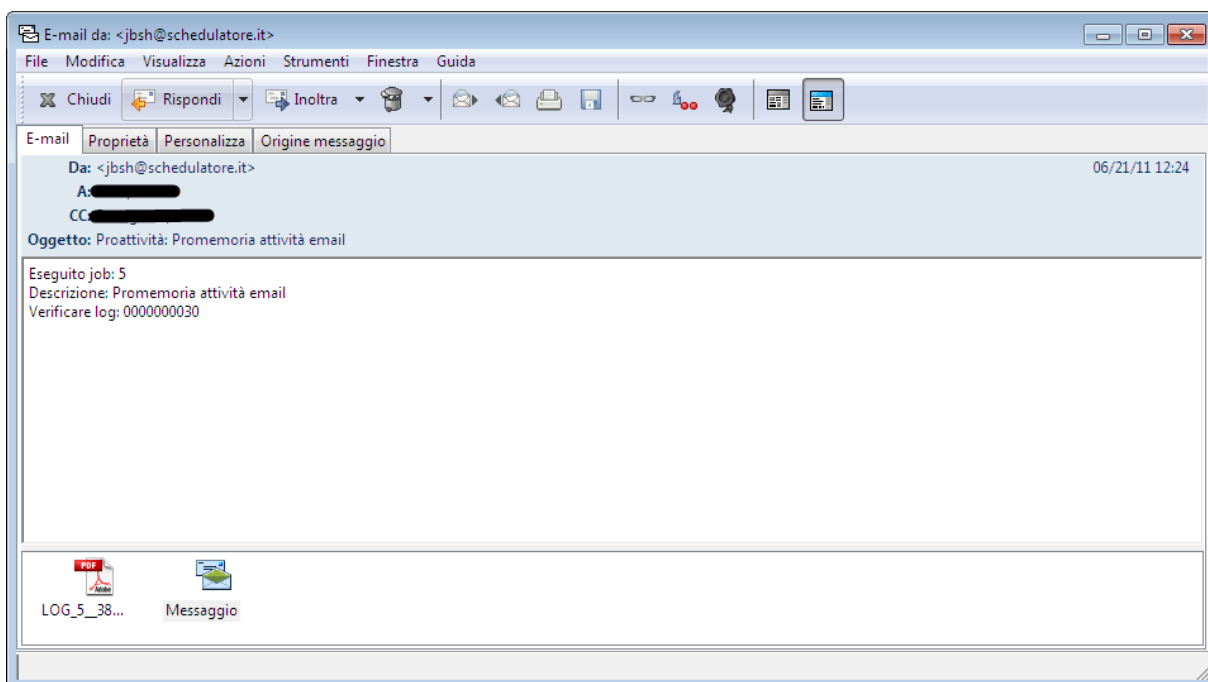 E-mail da: <jbsh@schedulatore.it>
File Modifica Visualizza Azioni Strumenti Finestra Guida
Chiudi Rispondi Inoltra
E-mail Proprietà Personalizza Origine messaggio
Da: <jbsh@schedulatore.it> 06/21/11 12:24
A:
CC:
Oggetto: Proattività: Promemoria attività email
Eseguito job: 5
Descrizione: Promemoria attività email
Verificare log: 0000000030
PDF
Adobe
LOG_5__38... Messaggio